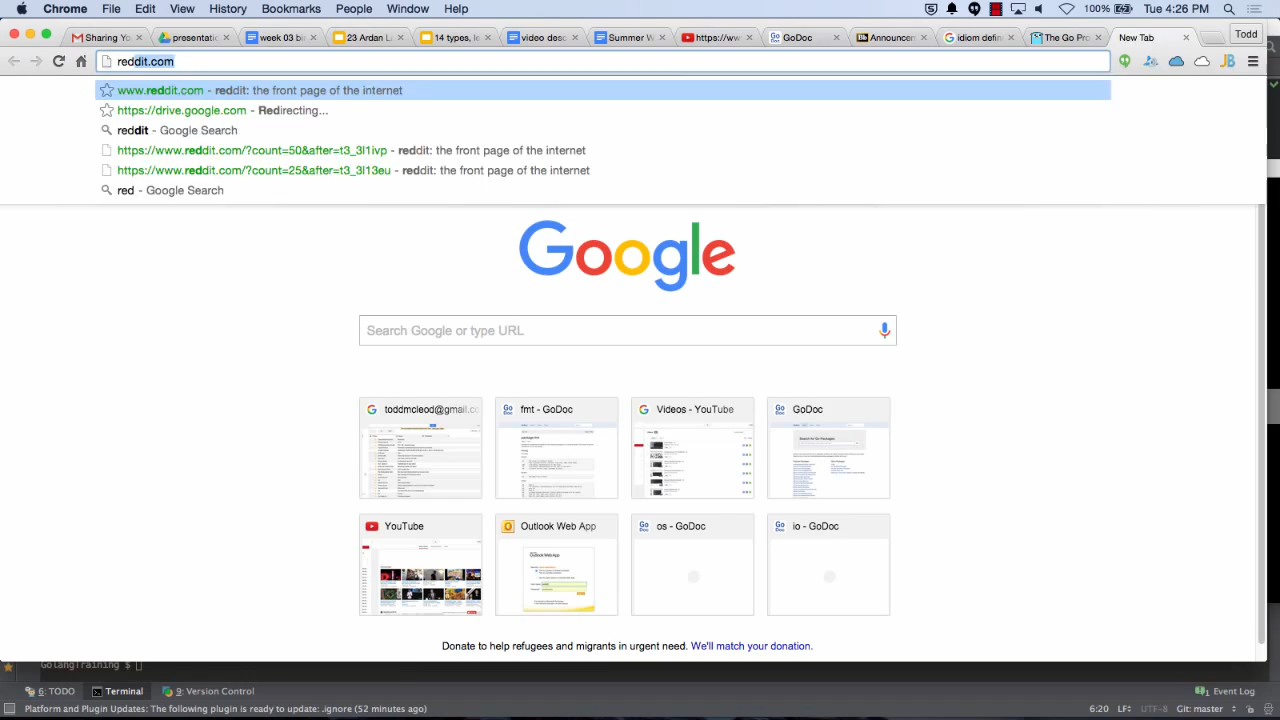 Chrome File Edit View History Bookmarks People Window Help 100% Tue 4:26 PM
Sharing Yo presentatio week 03 bi 23 Ardan L 14 types, le video desc Summer W https://ww GoDoc Announcem idiom defin The Go Pro New Tab Todd
reddit.com
www.reddit.com - reddit: the front page of the internet
https://drive.google.com - Redirecting...
reddit - Google Search
https://www.reddit.com/?count=50&after=t3_3l1ivp - reddit: the front page of the internet
https://www.reddit.com/?count=25&after=t3_3l13eu - reddit: the front page of the internet
red - Google Search
Google
Search Google or type URL
toddmcleod@gmail.co fmt - GoDoc Videos - YouTube GoDoc
YouTube Outlook Web App os - GoDoc io - GoDoc
Donate to help refugees and migrants in urgent need. We'll match your donation.
GolangTraining $
6: TODO Terminal 9: Version Control 1 Event Log
Platform and Plugin Updates: The following plugin is ready to update: .ignore (52 minutes ago) 6:20 LF÷ UTF-8 Git: master